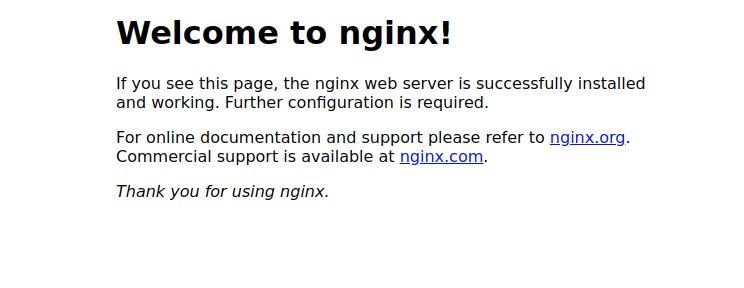 Welcome to nginx!
If you see this page, the nginx web server is successfully installed
and working. Further configuration is required.
For online documentation and support please refer to nginx.org.
Commercial support is available at nginx.com.
Thank you for using nginx.